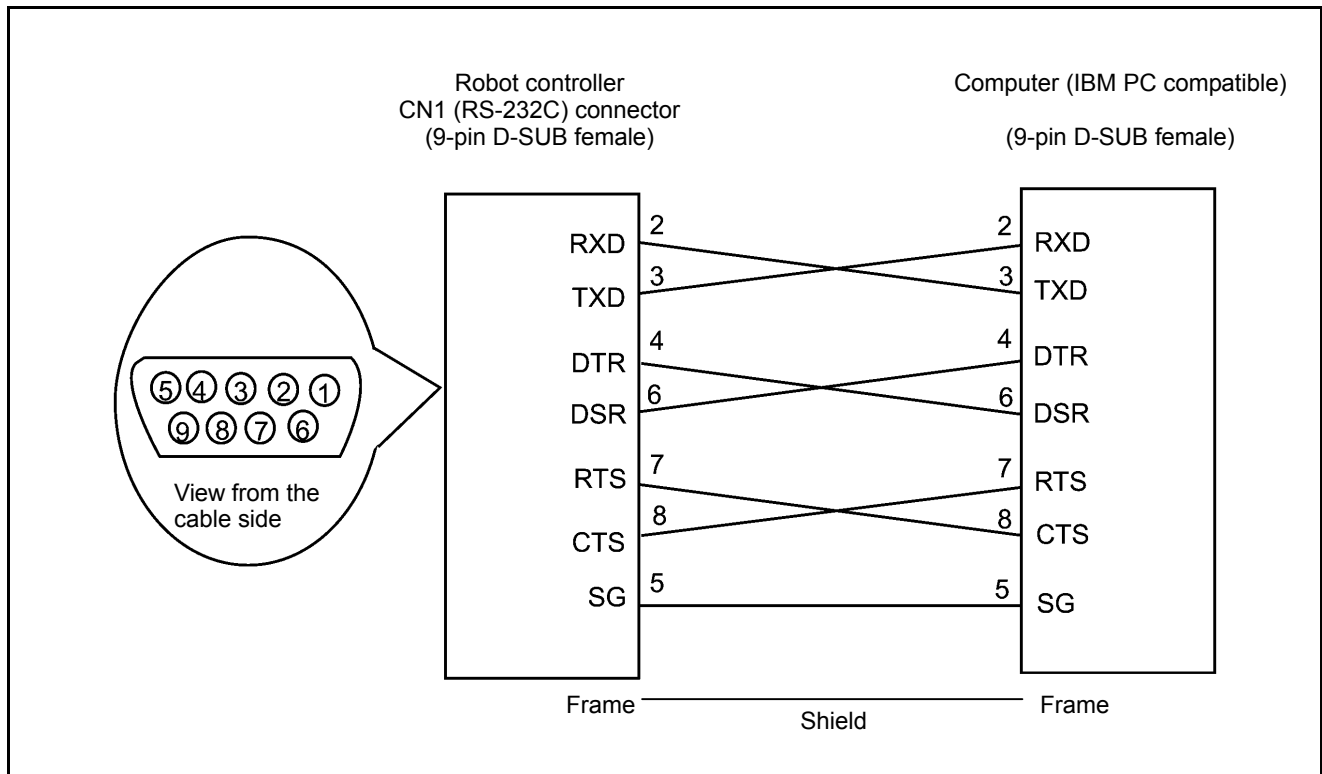 Robot controller
CN1 (RS-232C) connector
(9-pin D-SUB female)
Computer (IBM PC compatible)
(9-pin D-SUB female)
5 4 3 2 1
9 8 7 6
View from the
cable side
RXD 2 2 RXD
TXD 3 3 TXD
DTR 4 4 DTR
DSR 6 6 DSR
RTS 7 7 RTS
CTS 8 8 CTS
SG 5 5 SG
Frame Frame
Shield